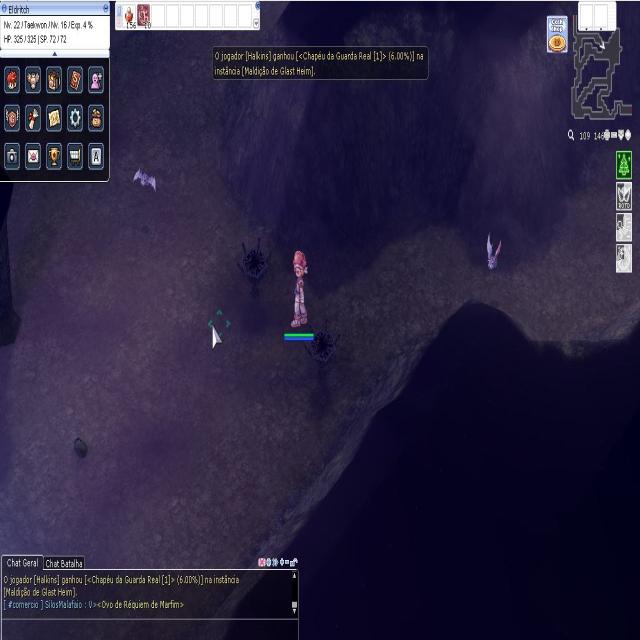 Eldritch
Nv. 22 / Taekwon / Nv. 16 / Exp. 4 %
HP. 325 / 325 | SP. 72 / 72
156
10
O jogador [Halkins] ganhou [<Chapéu da Guarda Real [1]> (6.00%)] na
instância [Maldição de Glast Heim].
109 146
ROTD
A
Chat Geral
Chat Batalha
O jogador [Halkins] ganhou [<Chapéu da Guarda Real [1]> (6.00%)] na instância
[Maldição de Glast Heim].
[ #comercio ] SilosMalafaio : V><Ovo de Réquiem de Marfim>